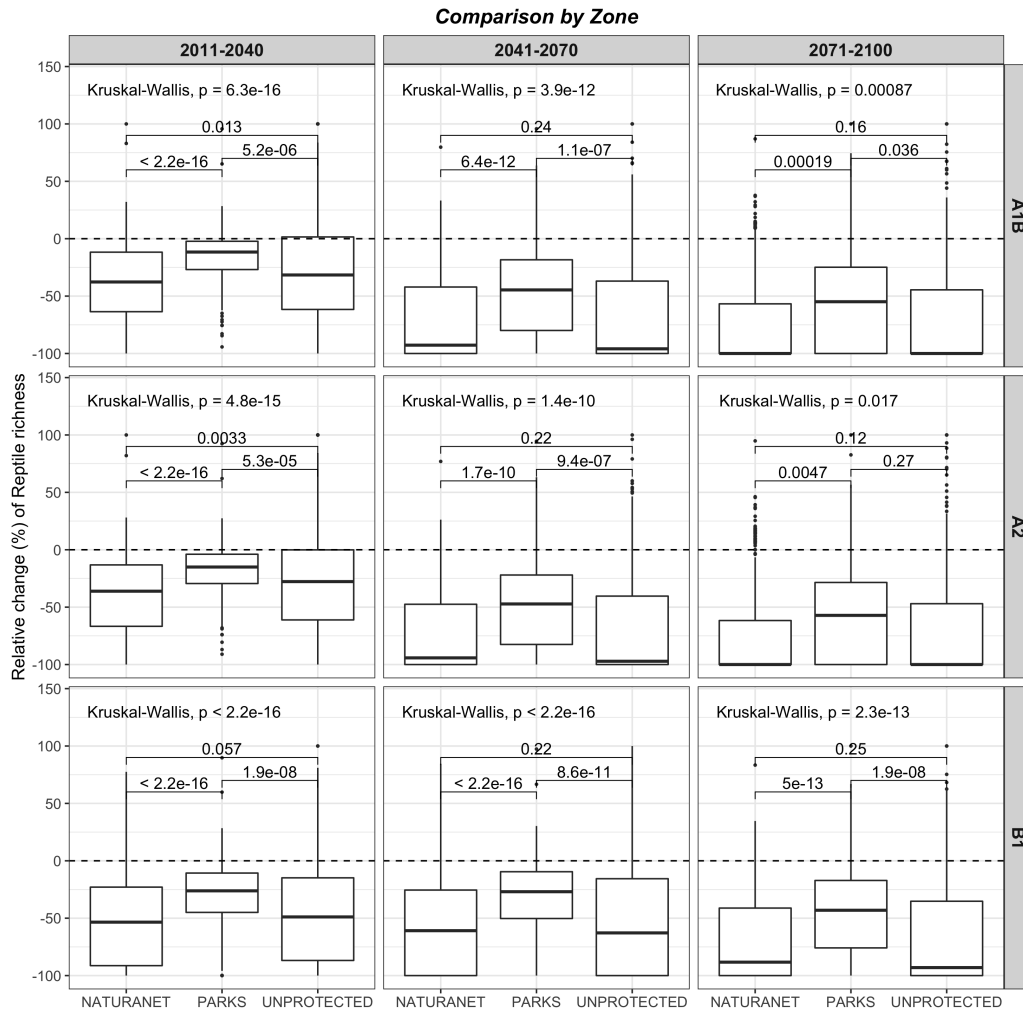 Comparison by Zone
2011-2040 2041-2070 2071-2100
Relative change (%) of Reptile richness
150
100
50
0
-50
-100
Kruskal-Wallis, p = 6.3e-16
0.013
5.2e-06
< 2.2e-16
Kruskal-Wallis, p = 3.9e-12
0.24
1.1e-07
6.4e-12
Kruskal-Wallis, p = 0.00087
0.16
0.036
0.00019
A1B
150
100
50
0
-50
-100
Kruskal-Wallis, p = 4.8e-15
0.0033
5.3e-05
< 2.2e-16
Kruskal-Wallis, p = 1.4e-10
0.22
9.4e-07
1.7e-10
Kruskal-Wallis, p = 0.017
0.12
0.27
0.0047
A2
150
100
50
0
-50
-100
Kruskal-Wallis, p < 2.2e-16
0.057
1.9e-08
< 2.2e-16
Kruskal-Wallis, p < 2.2e-16
0.22
8.6e-11
< 2.2e-16
Kruskal-Wallis, p = 2.3e-13
0.25
1.9e-08
5e-13
B1
NATURANET PARKS UNPROTECTED NATURANET PARKS UNPROTECTED NATURANET PARKS UNPROTECTED